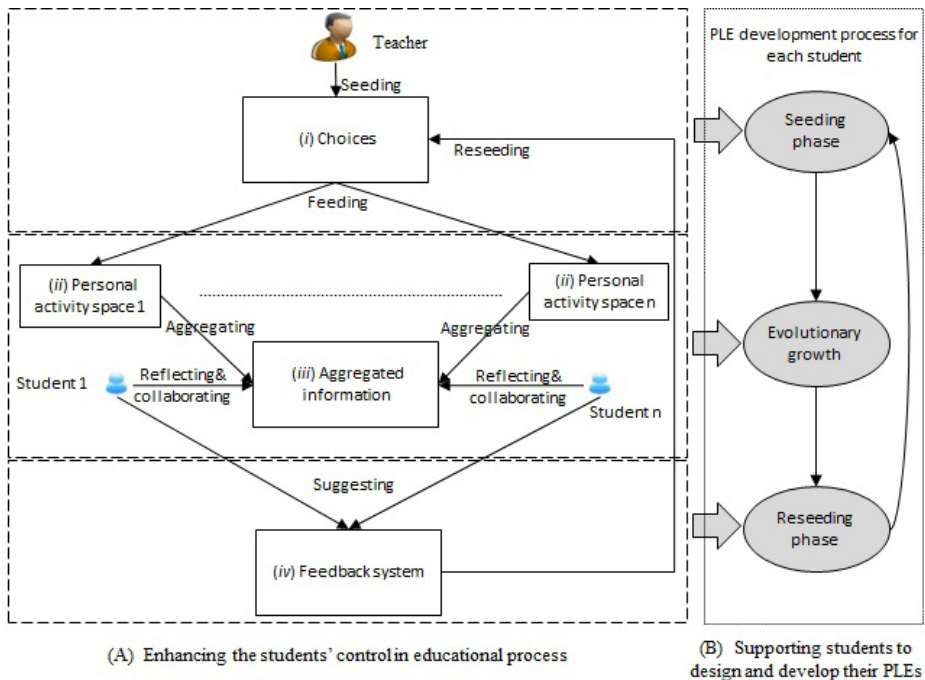 Teacher
Seeding
(i) Choices
Reseeding
Feeding
(ii) Personal
activity space 1
(ii) Personal
activity space n
Aggregating
Aggregating
Student 1
Reflecting&
collaborating
(iii) Aggregated
information
Reflecting&
collaborating
Student n
Suggesting
(iv) Feedback system
(A) Enhancing the students' control in educational process
PLE development process for
each student
Seeding
phase
Evolutionary
growth
Reseeding
phase
(B) Supporting students to
design and develop their PLEs